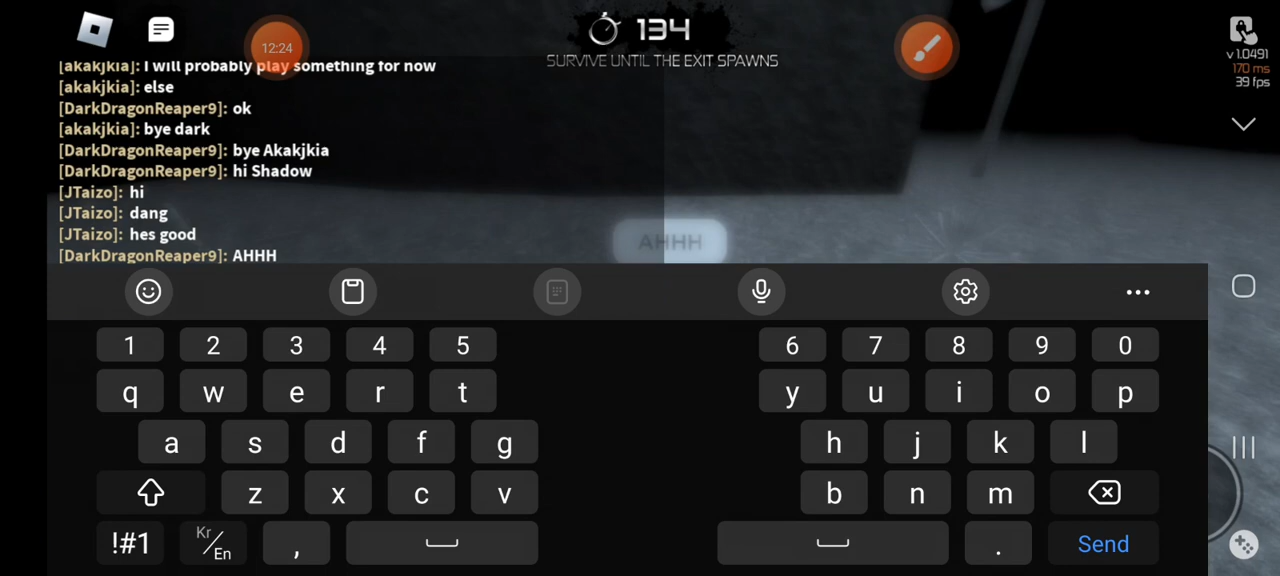 12:24
134
SURVIVE UNTIL THE EXIT SPAWNS
v 1.0491
170 ms
39 fps
[akakjkia]: I will probably play something for now
[akakjkia]: else
[DarkDragonReaper9]: ok
[akakjkia]: bye dark
[DarkDragonReaper9]: bye Akakjkia
[DarkDragonReaper9]: hi Shadow
[JTaizo]: hi
[JTaizo]: dang
[JTaizo]: hes good
[DarkDragonReaper9]: AHHH
AHHH
1 2 3 4 5 6 7 8 9 0
q w e r t y u i o p
a s d f g h j k l
z x c v b n m
!#1 Kr/En , . Send